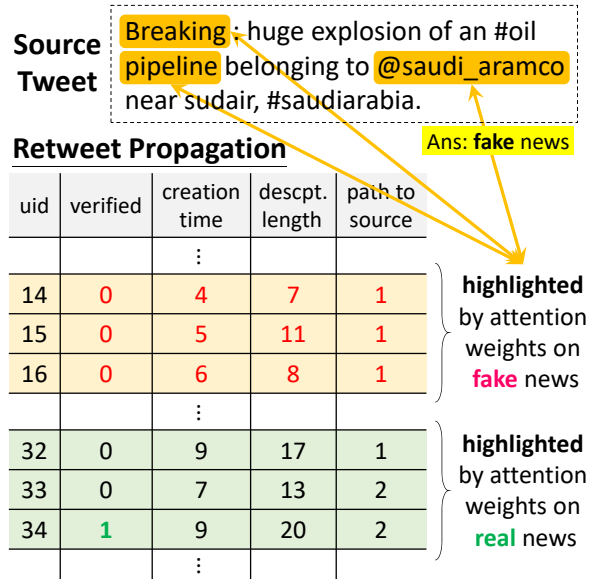 Source Tweet
Breaking : huge explosion of an #oil
pipeline belonging to @saudi_aramco
near sudair, #saudiarabia.
Ans: fake news
Retweet Propagation
uid verified creation time descpt. length path to source
⋮
14 0 4 7 1
15 0 5 11 1
16 0 6 8 1
⋮
highlighted
by attention
weights on
fake news
32 0 9 17 1
33 0 7 13 2
34 1 9 20 2
⋮
highlighted
by attention
weights on
real news